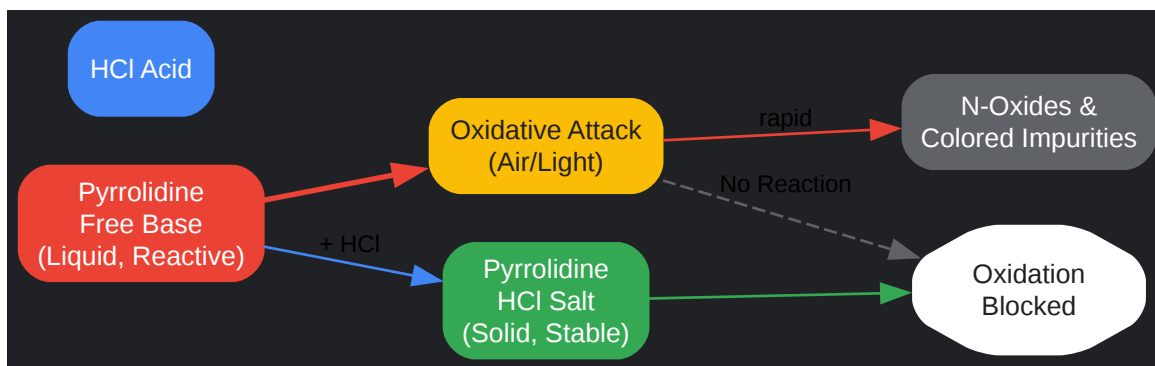 HCl Acid
Pyrrolidine
Free Base
(Liquid, Reactive)
+ HCl
Oxidative Attack
(Air/Light)
Pyrrolidine
HCl Salt
(Solid, Stable)
rapid
No Reaction
N-Oxides &
Colored Impurities
Oxidation
Blocked